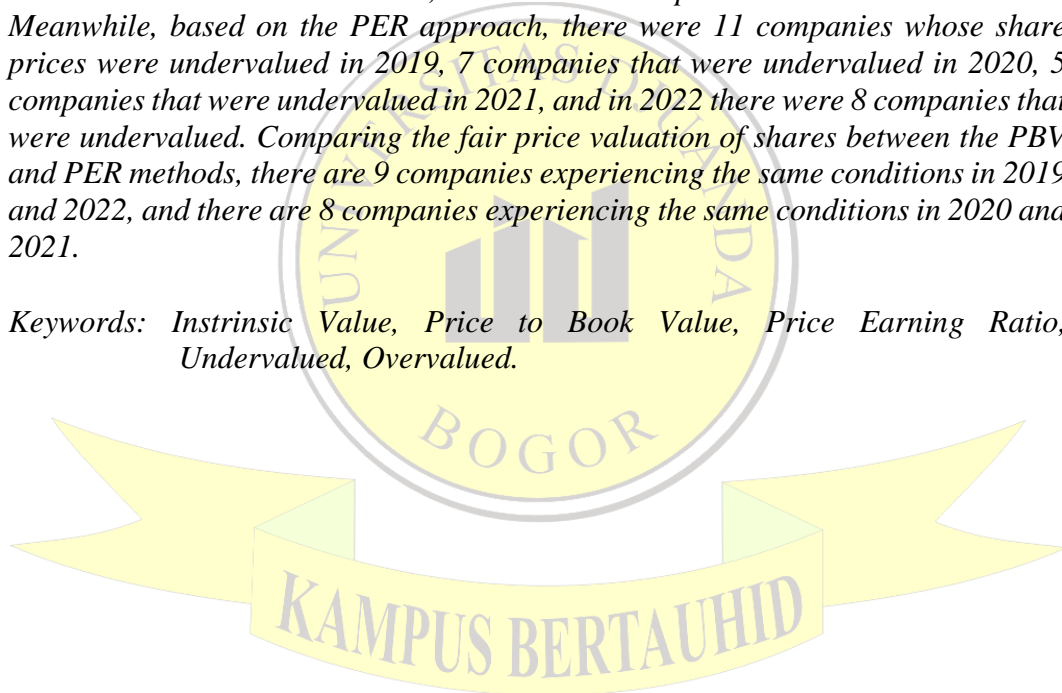 Meanwhile, based on the PER approach, there were 11 companies whose share
prices were undervalued in 2019, 7 companies that were undervalued in 2020, 5
companies that were undervalued in 2021, and in 2022 there were 8 companies that
were undervalued. Comparing the fair price valuation of shares between the PBV
and PER methods, there are 9 companies experiencing the same conditions in 2019
and 2022, and there are 8 companies experiencing the same conditions in 2020 and
2021.
Keywords: Instrinsic Value, Price to Book Value, Price Earning Ratio,
Undervalued, Overvalued.
UNIVERSITAS DJUANDA
BOGOR
KAMPUS BERTAUHID